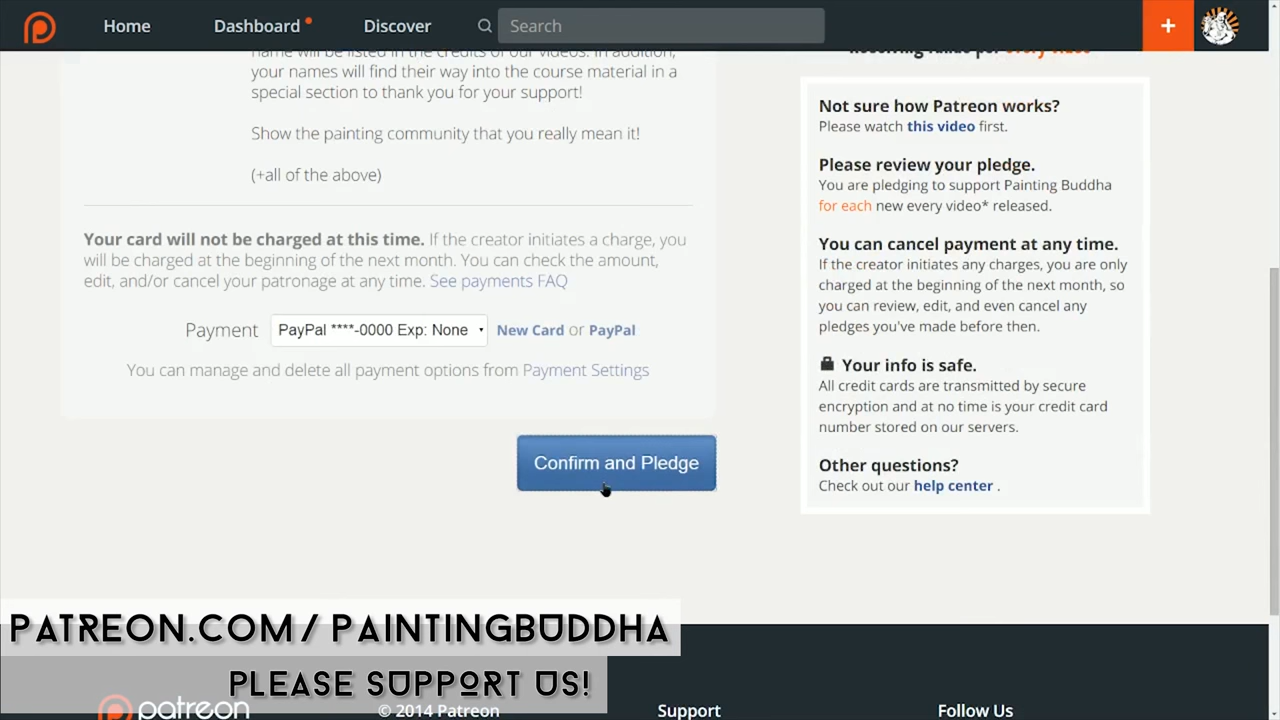 Home Dashboard Discover Search +
name will be listed in the credits of our videos. In addition,
your names will find their way into the course material in a
special section to thank you for your support!
Show the painting community that you really mean it!
(+all of the above)
Your card will not be charged at this time. If the creator initiates a charge, you
will be charged at the beginning of the next month. You can check the amount,
edit, and/or cancel your patronage at any time. See payments FAQ
Payment PayPal ****-0000 Exp: None New Card or PayPal
You can manage and delete all payment options from Payment Settings
Confirm and Pledge
Recurring funds per every video
Not sure how Patreon works?
Please watch this video first.
Please review your pledge.
You are pledging to support Painting Buddha
for each new every video* released.
You can cancel payment at any time.
If the creator initiates any charges, you are only
charged at the beginning of the next month, so
you can review, edit, and even cancel any
pledges you've made before then.
Your info is safe.
All credit cards are transmitted by secure
encryption and at no time is your credit card
number stored on our servers.
Other questions?
Check out our help center .
PATREON.COM/PAINTINGBUDDHA
PLEASE SUPPORT US!
patreon © 2014 Patreon Support Follow Us